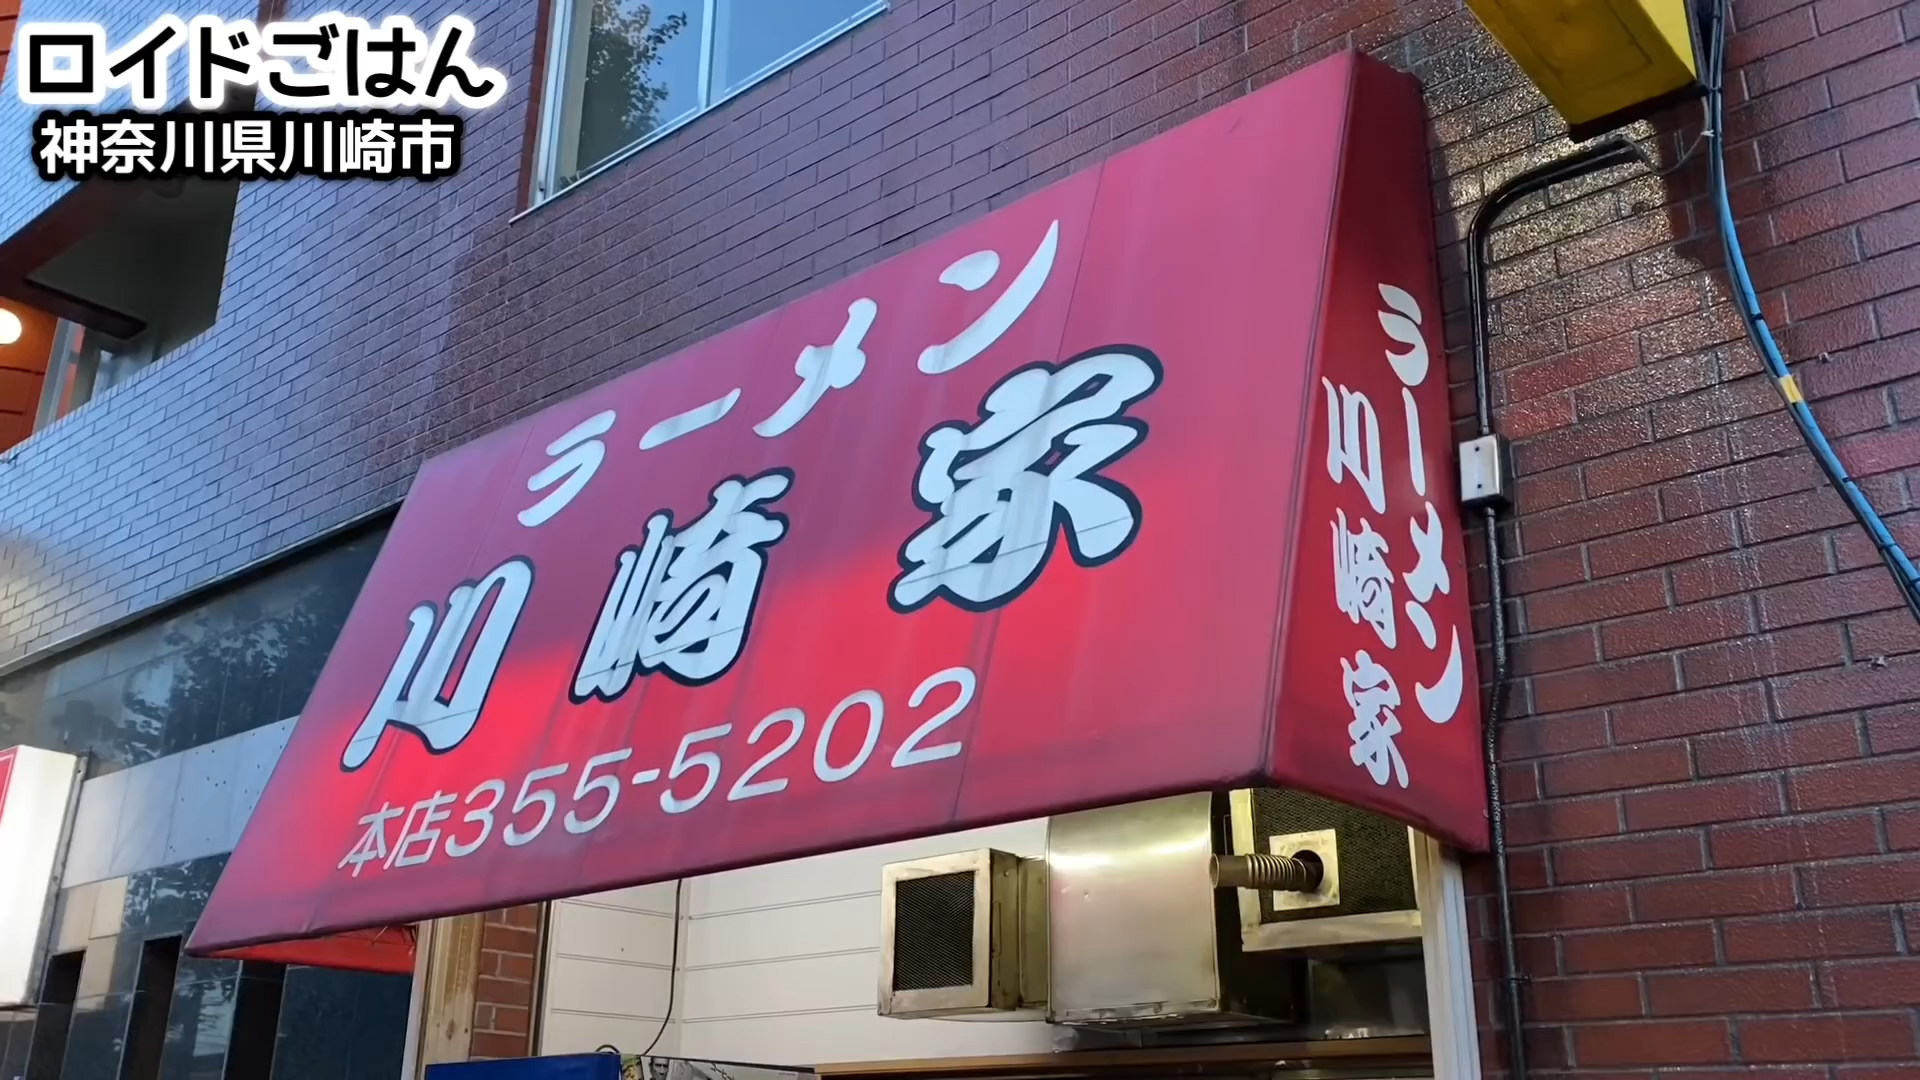 ロイドごはん
神奈川県川崎市
ラーメン
川崎家
本店355-5202
ラーメン
川崎家